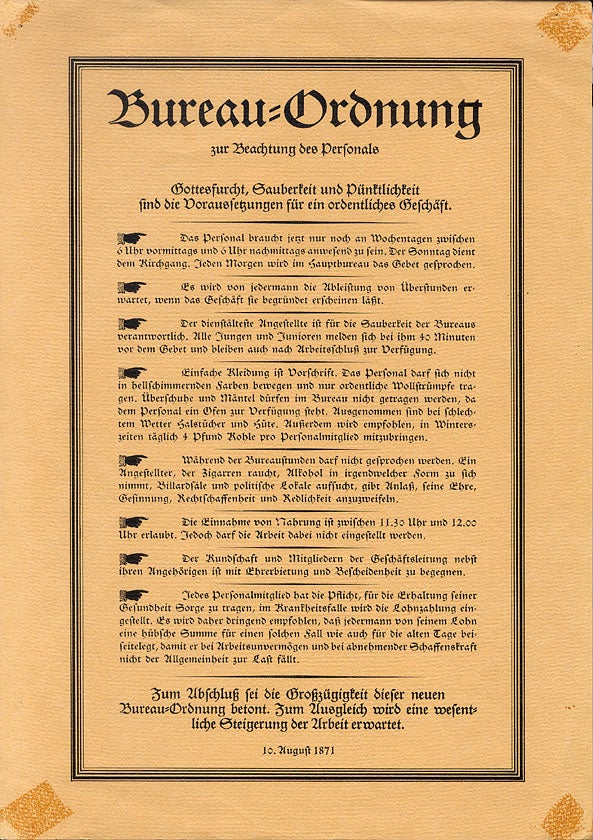 Bureau-Ordnung
zur Beachtung des Personals
Gottesfurcht, Sauberkeit und Pünktlichkeit
sind die Voraussetzungen für ein ordentliches Geschäft.
Das Personal braucht jetzt nur noch an Wochentagen zwischen
6 Uhr vormittags und 6 Uhr nachmittags anwesend zu sein. Der Sonntag dient
dem Kirchgang. Jeden Morgen wird im Hauptbureau das Gebet gesprochen.
Es wird von jedermann die Ableistung von Überstunden er-
wartet, wenn das Geschäft sie begründet erscheinen läßt.
Der dienstälteste Angestellte ist für die Sauberkeit der Bureaus
verantwortlich. Alle Jungen und Junioren melden sich bei ihm 40 Minuten
vor dem Gebet und bleiben auch nach Arbeitsschluß zur Verfügung.
Einfache Kleidung ist Vorschrift. Das Personal darf sich nicht
in hellschimmernden Farben bewegen und nur ordentliche Wollstrümpfe tra-
gen. Überschuhe und Mäntel dürfen im Bureau nicht getragen werden, da
dem Personal ein Ofen zur Verfügung steht. Ausgenommen sind bei schlech-
tem Wetter Halstücher und Hüte. Außerdem wird empfohlen, in Winters-
zeiten täglich 4 Pfund Kohle pro Personalmitglied mitzubringen.
Während der Bureaustunden darf nicht gesprochen werden. Ein
Angestellter, der Zigarren raucht, Alkohol in irgendwelcher Form zu sich
nimmt, Billardsäle und politische Lokale aufsucht, gibt Anlaß, seine Ehre,
Gesinnung, Rechtschaffenheit und Redlichkeit anzuzweifeln.
Die Einnahme von Nahrung ist zwischen 11.30 Uhr und 12.00
Uhr erlaubt. Jedoch darf die Arbeit dabei nicht eingestellt werden.
Der Kundschaft und Mitgliedern der Geschäftsleitung nebst
ihren Angehörigen ist mit Ehrerbietung und Bescheidenheit zu begegnen.
Jedes Personalmitglied hat die Pflicht, für die Erhaltung seiner
Gesundheit Sorge zu tragen, im Krankheitsfalle wird die Lohnzahlung ein-
gestellt. Es wird daher dringend empfohlen, daß jedermann von seinem Lohn
eine hübsche Summe für einen solchen Fall wie auch für die alten Tage bei-
seitelegt, damit er bei Arbeitsunvermögen und bei abnehmender Schaffenskraft
nicht der Allgemeinheit zur Last fällt.
Zum Abschluß sei die Großzügigkeit dieser neuen
Bureau-Ordnung betont. Zum Ausgleich wird eine wesent-
liche Steigerung der Arbeit erwartet.
10. August 1871